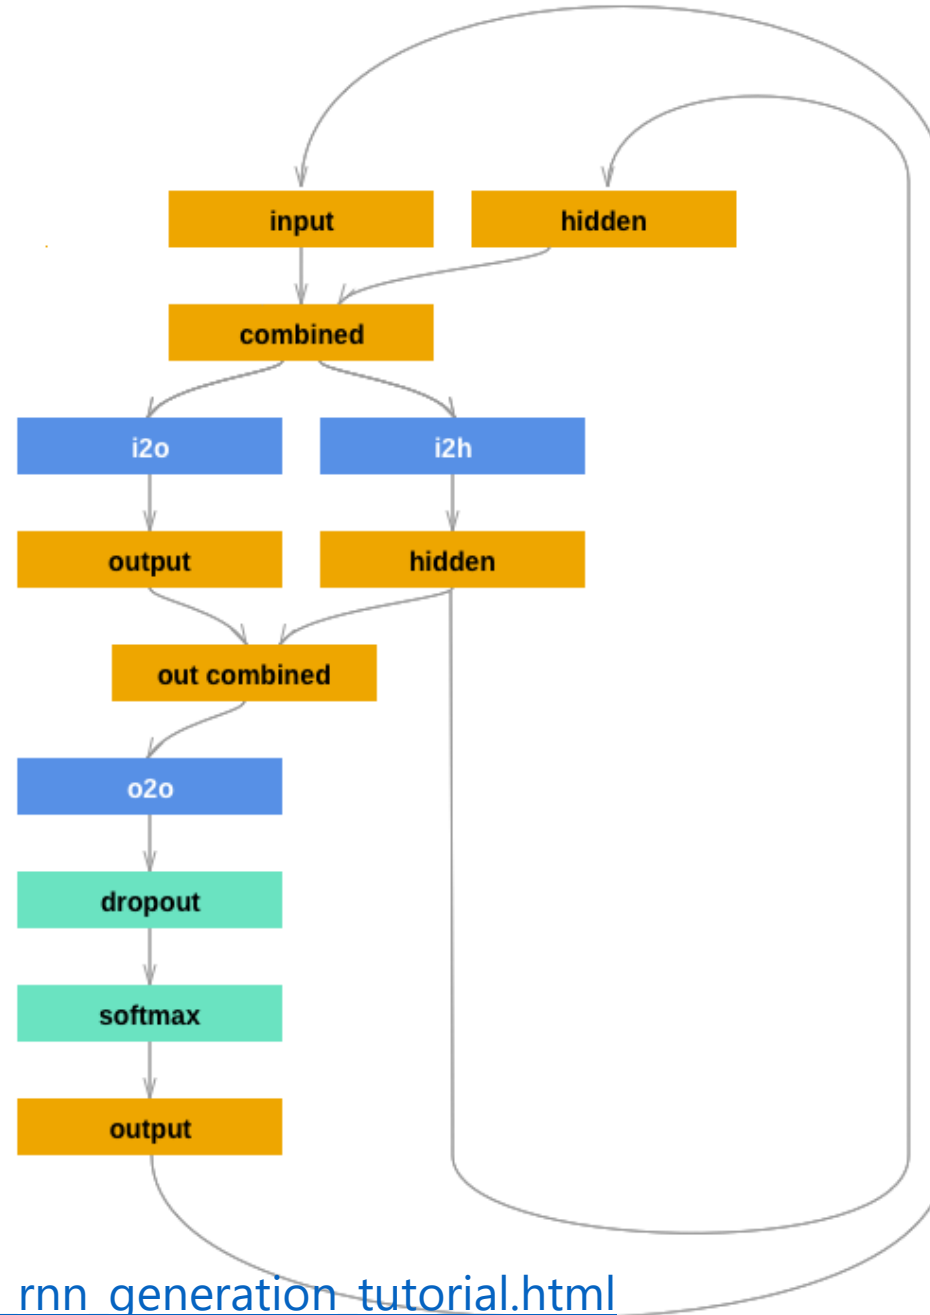 input
hidden
combined
i2o
i2h
output
hidden
out combined
o2o
dropout
softmax
output
rnn_generation_tutorial.html